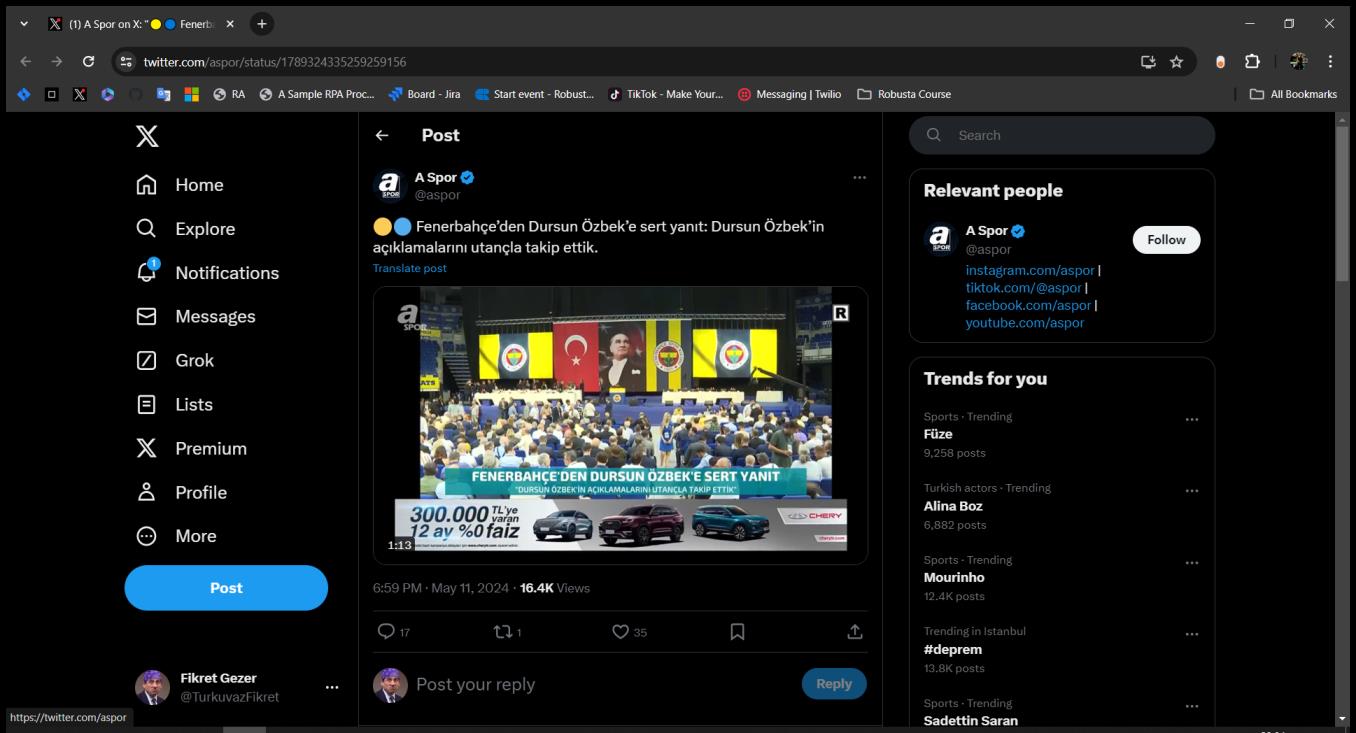 (1) A Spor on X: "🟡🔵 Fenerb
twitter.com/aspor/status/1789324335259259156
RA
A Sample RPA Proc...
Board - Jira
Start event - Robust...
TikTok - Make Your...
Messaging | Twilio
Robusta Course
All Bookmarks
Home
Explore
1
Notifications
Messages
Grok
Lists
Premium
Profile
More
Post
Fikret Gezer
@TurkuvazFikret
https://twitter.com/aspor
Post
a SPOR
A Spor
@aspor
🟡🔵 Fenerbahçe'den Dursun Özbek'e sert yanıt: Dursun Özbek'in
açıklamalarını utançla takip ettik.
Translate post
a SPOR
R
FENERBAHÇE'DEN DURSUN ÖZBEK'E SERT YANIT
"DURSUN ÖZBEK'İN AÇIKLAMALARINI UTANÇLA TAKİP ETTİK"
300.000 TL'ye varan
12 ay %0 faiz
CHERY
1:13
6:59 PM · May 11, 2024 · 16.4K Views
17
1
35
Post your reply
Reply
Search
Relevant people
a SPOR
A Spor
@aspor
Follow
instagram.com/aspor |
tiktok.com/@aspor |
facebook.com/aspor |
youtube.com/aspor
Trends for you
Sports · Trending
Füze
9,258 posts
Turkish actors · Trending
Alina Boz
6,882 posts
Sports · Trending
Mourinho
12.4K posts
Trending in Istanbul
#deprem
13.8K posts
Sports · Trending
Sadettin Saran